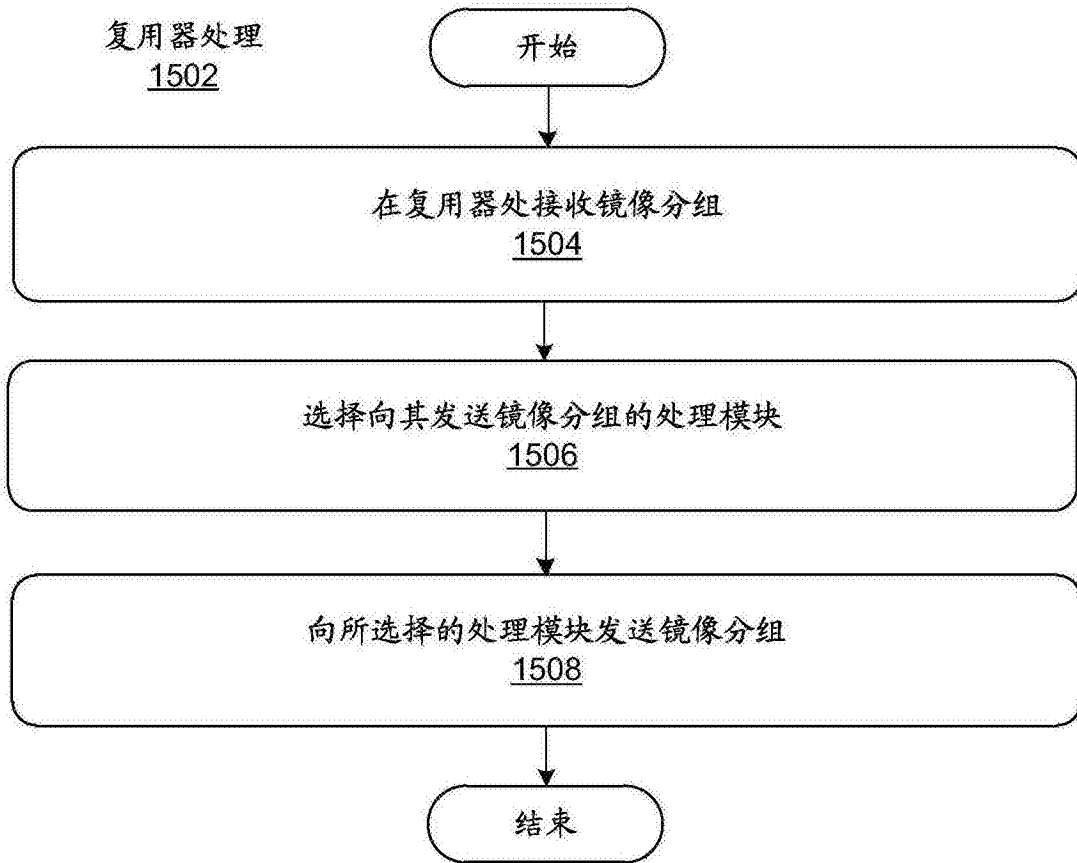 复用器处理
1502
开始
在复用器处接收镜像分组
1504
选择向其发送镜像分组的处理模块
1506
向所选择的处理模块发送镜像分组
1508
结束